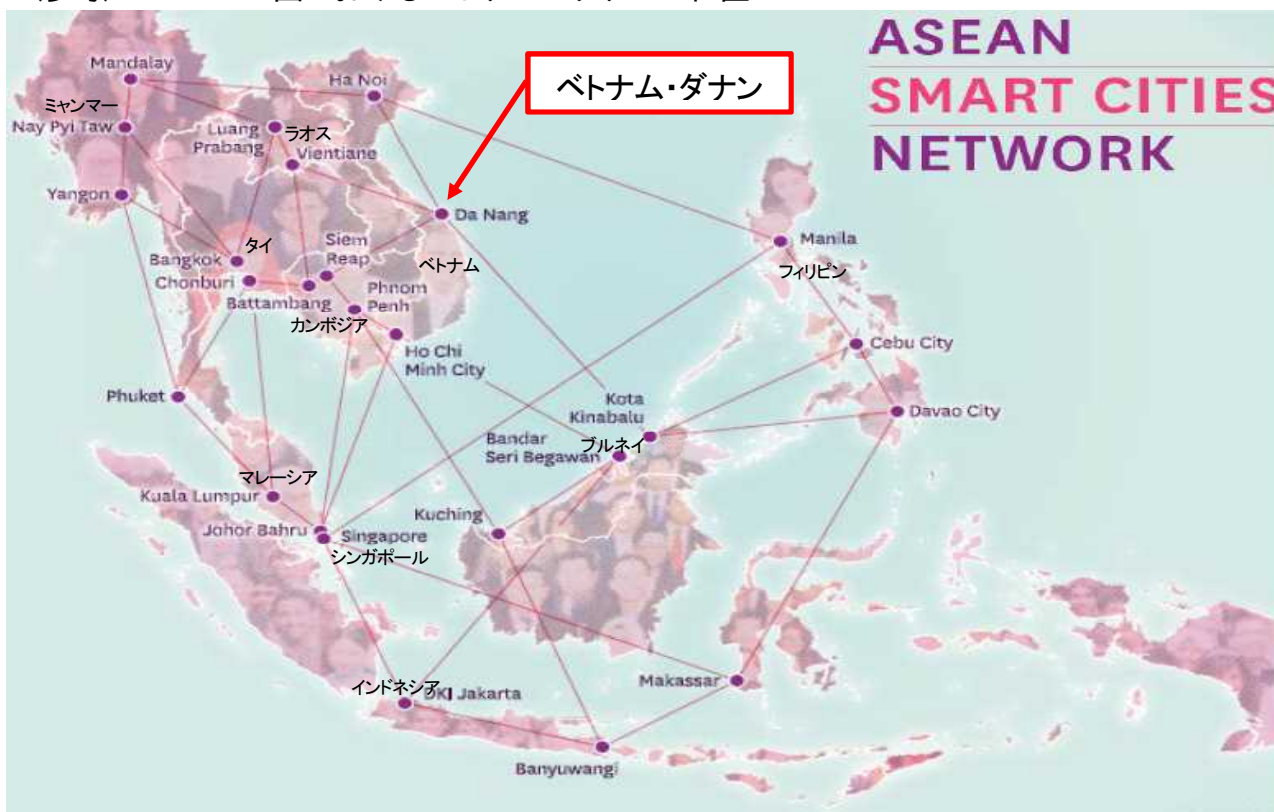 ASEAN
SMART CITIES
NETWORK
ベトナム・ダナン
Mandalay
Ha Noi
ミャンマー
Nay Pyi Taw
Luang
Prabang
ラオス
Vientiane
Yangon
Da Nang
Bangkok
タイ
Siem
Reap
ベトナム
Manila
フィリピン
Chonburi
Battambang
Phnom
Penh
カンボジア
Ho Chi
Minh City
Cebu City
Phuket
Kota
Kinabalu
Davao City
Bandar
Seri Begawan
ブルネイ
マレーシア
Kuala Lumpur
Kuching
Johor Bahru
Singapore
シンガポール
インドネシア
DKI Jakarta
Makassar
Banyuwangi